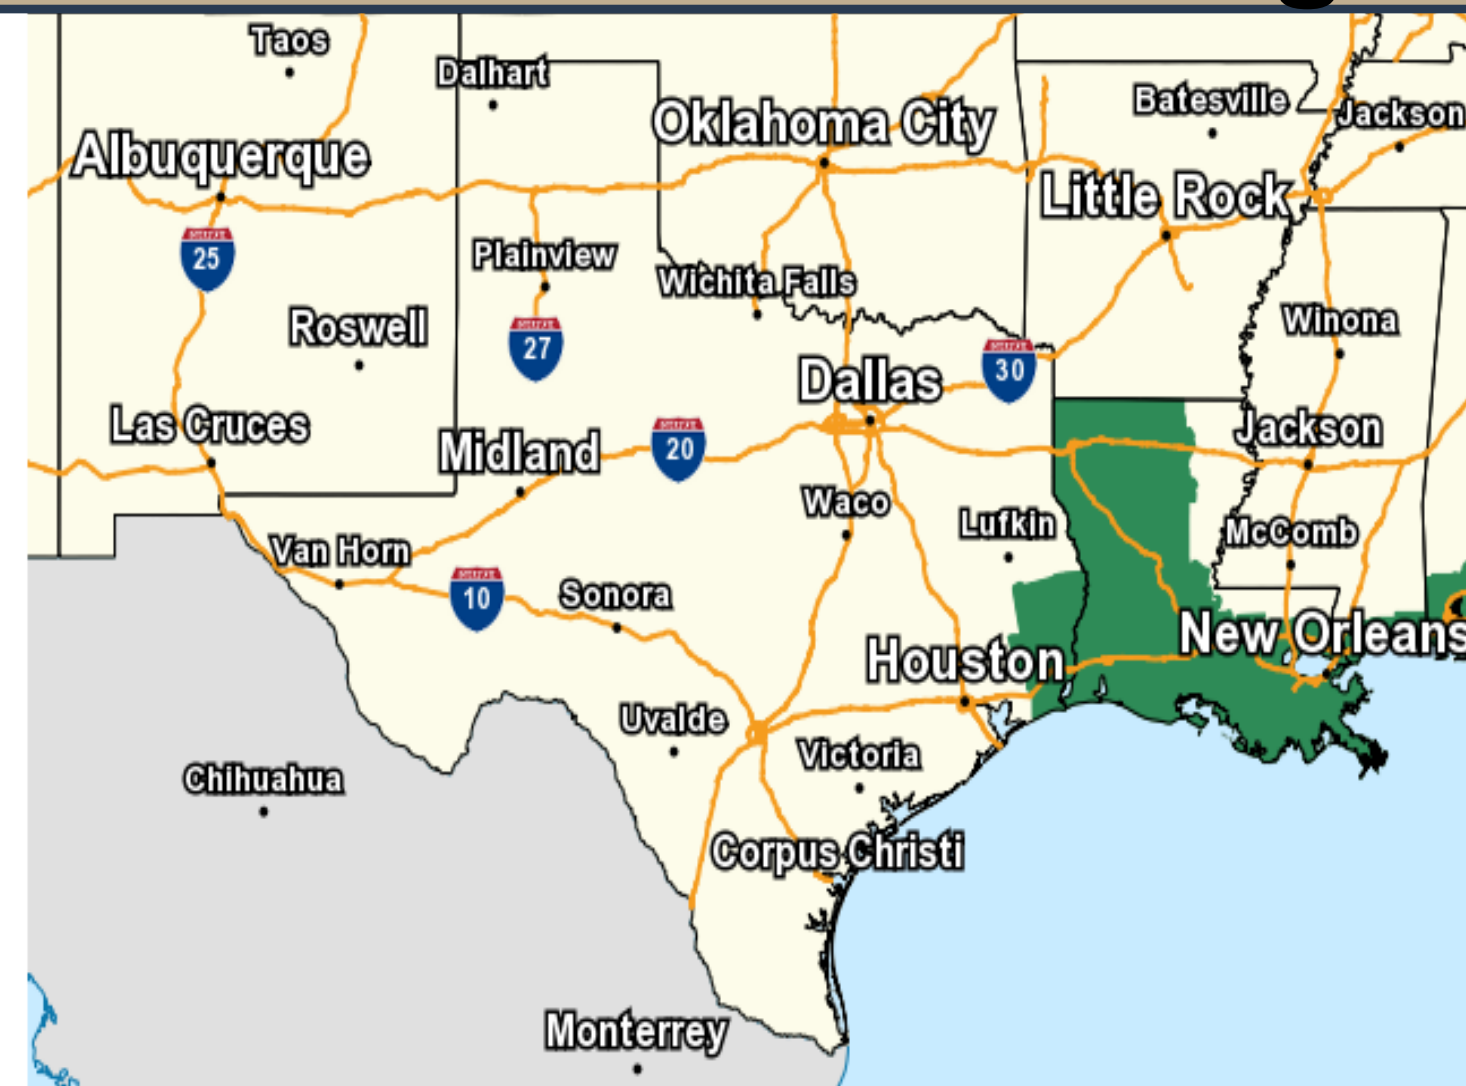 Taos
Dalhart
Batesville
Jackson
Oklahoma City
Albuquerque
Little Rock
25
Plainview
Wichita Falls
Roswell
27
30
Winona
Dallas
Las Cruces
Midland
20
Jackson
Waco
Lufkin
McComb
Van Horn
10
Sonora
New Orleans
Houston
Uvalde
Victoria
Chihuahua
Corpus Christi
Monterrey